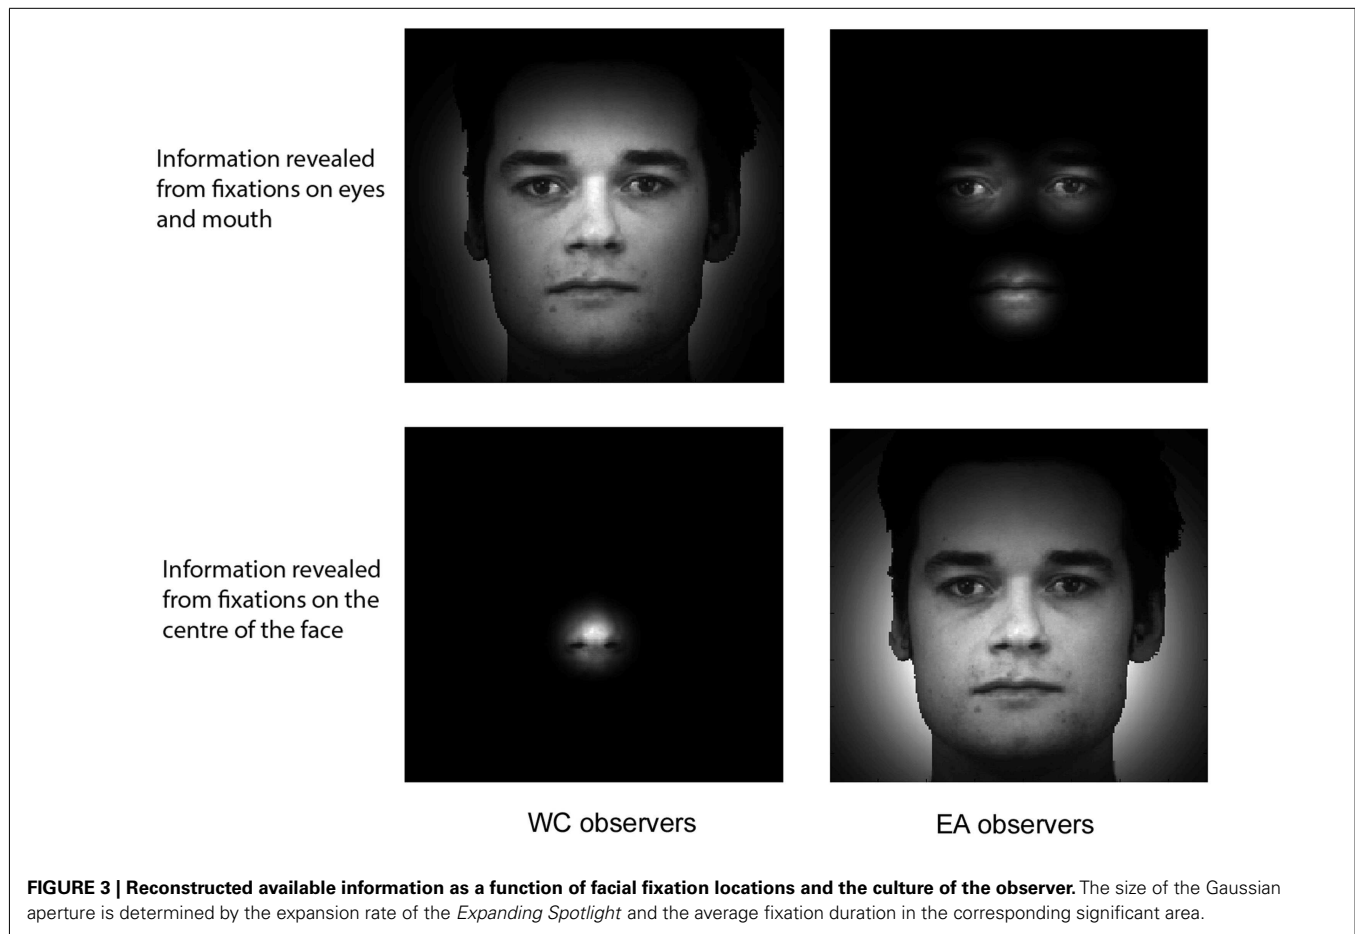 Information revealed
from fixations on eyes
and mouth
Information revealed
from fixations on the
centre of the face
WC observers
EA observers
FIGURE 3 | Reconstructed available information as a function of facial fixation locations and the culture of the observer. The size of the Gaussian
aperture is determined by the expansion rate of the Expanding Spotlight and the average fixation duration in the corresponding significant area.